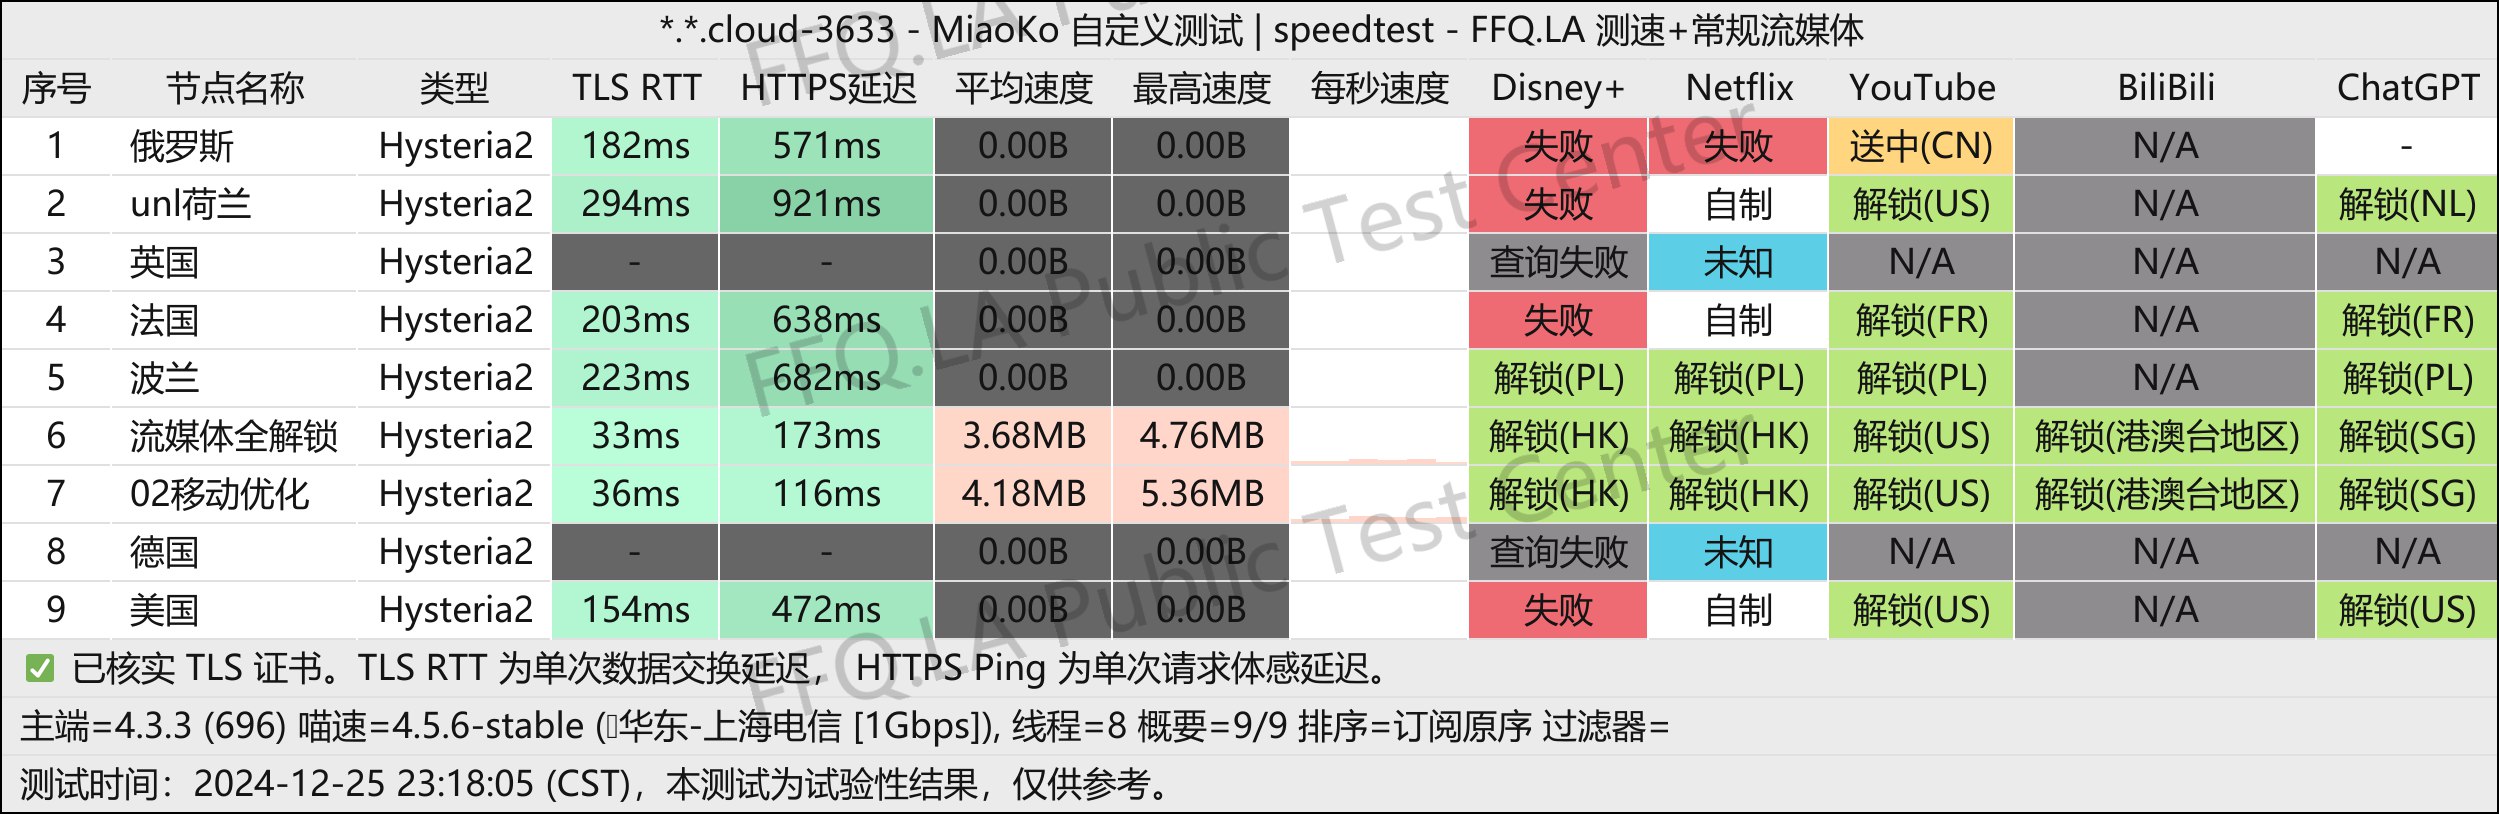 *.*.cloud-3633 - MiaoKo 自定义测试 | speedtest - FFQ.LA 测速+常规流媒体
序号 节点名称 类型 TLS RTT HTTPS延迟 平均速度 最高速度 每秒速度 Disney+ Netflix YouTube BiliBili ChatGPT
1 俄罗斯 Hysteria2 182ms 571ms 0.00B 0.00B 失败 失败 送中(CN) N/A -
2 unl荷兰 Hysteria2 294ms 921ms 0.00B 0.00B 失败 自制 解锁(US) N/A 解锁(NL)
3 英国 Hysteria2 - - 0.00B 0.00B 查询失败 未知 N/A N/A N/A
4 法国 Hysteria2 203ms 638ms 0.00B 0.00B 失败 自制 解锁(FR) N/A 解锁(FR)
5 波兰 Hysteria2 223ms 682ms 0.00B 0.00B 解锁(PL) 解锁(PL) 解锁(PL) N/A 解锁(PL)
6 流媒体全解锁 Hysteria2 33ms 173ms 3.68MB 4.76MB 解锁(HK) 解锁(HK) 解锁(US) 解锁(港澳台地区) 解锁(SG)
7 02移动优化 Hysteria2 36ms 116ms 4.18MB 5.36MB 解锁(HK) 解锁(HK) 解锁(US) 解锁(港澳台地区) 解锁(SG)
8 德国 Hysteria2 - - 0.00B 0.00B 查询失败 未知 N/A N/A N/A
9 美国 Hysteria2 154ms 472ms 0.00B 0.00B 失败 自制 解锁(US) N/A 解锁(US)
✅ 已核实 TLS 证书。TLS RTT 为单次数据交换延迟， HTTPS Ping 为单次请求体感延迟。
主端=4.3.3 (696) 喵速=4.5.6-stable (华东-上海电信 [1Gbps]), 线程=8 概要=9/9 排序=订阅原序 过滤器=
测试时间：2024-12-25 23:18:05 (CST)，本测试为试验性结果，仅供参考。
FFQ.LA Public Test Center
FFQ.LA Public Test Center
FFQ.LA Public Test Center